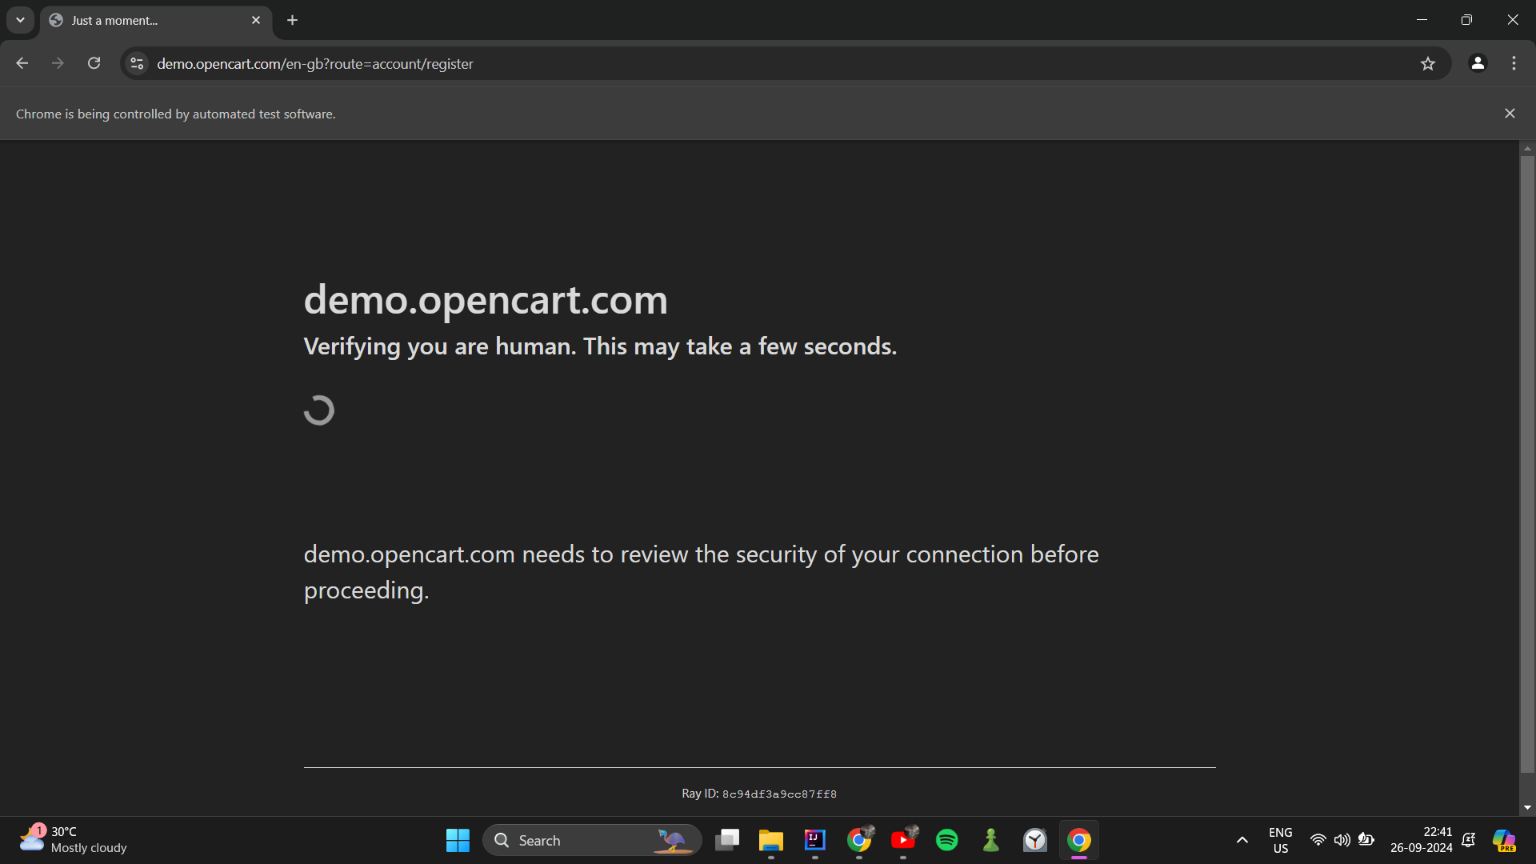 Just a moment...
demo.opencart.com/en-gb?route=account/register
Chrome is being controlled by automated test software.
demo.opencart.com
Verifying you are human. This may take a few seconds.
demo.opencart.com needs to review the security of your connection before
proceeding.
Ray ID: 8c94df3a9cc87ff8
1
30°C
Mostly cloudy
Search
IJ
ENG
US
22:41
26-09-2024
PRE